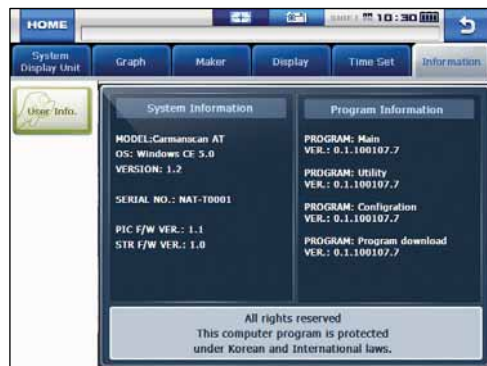 HOME
10:30
System
Display Unit
Graph
Maker
Display
Time Set
Information
User Info.
System Information
MODEL:Carmanscan AT
OS: Windows CE 5.0
VERSION: 1.2
SERIAL NO.: NAT-T0001
PIC F/W VER.: 1.1
STR F/W VER.: 1.0
Program Information
PROGRAM: Main
VER.: 0.1.100107.7
PROGRAM: Utility
VER.: 0.1.100107.7
PROGRAM: Configration
VER.: 0.1.100107.7
PROGRAM: Program download
VER.: 0.1.100107.7
All rights reserved
This computer program is protected
under Korean and International laws.